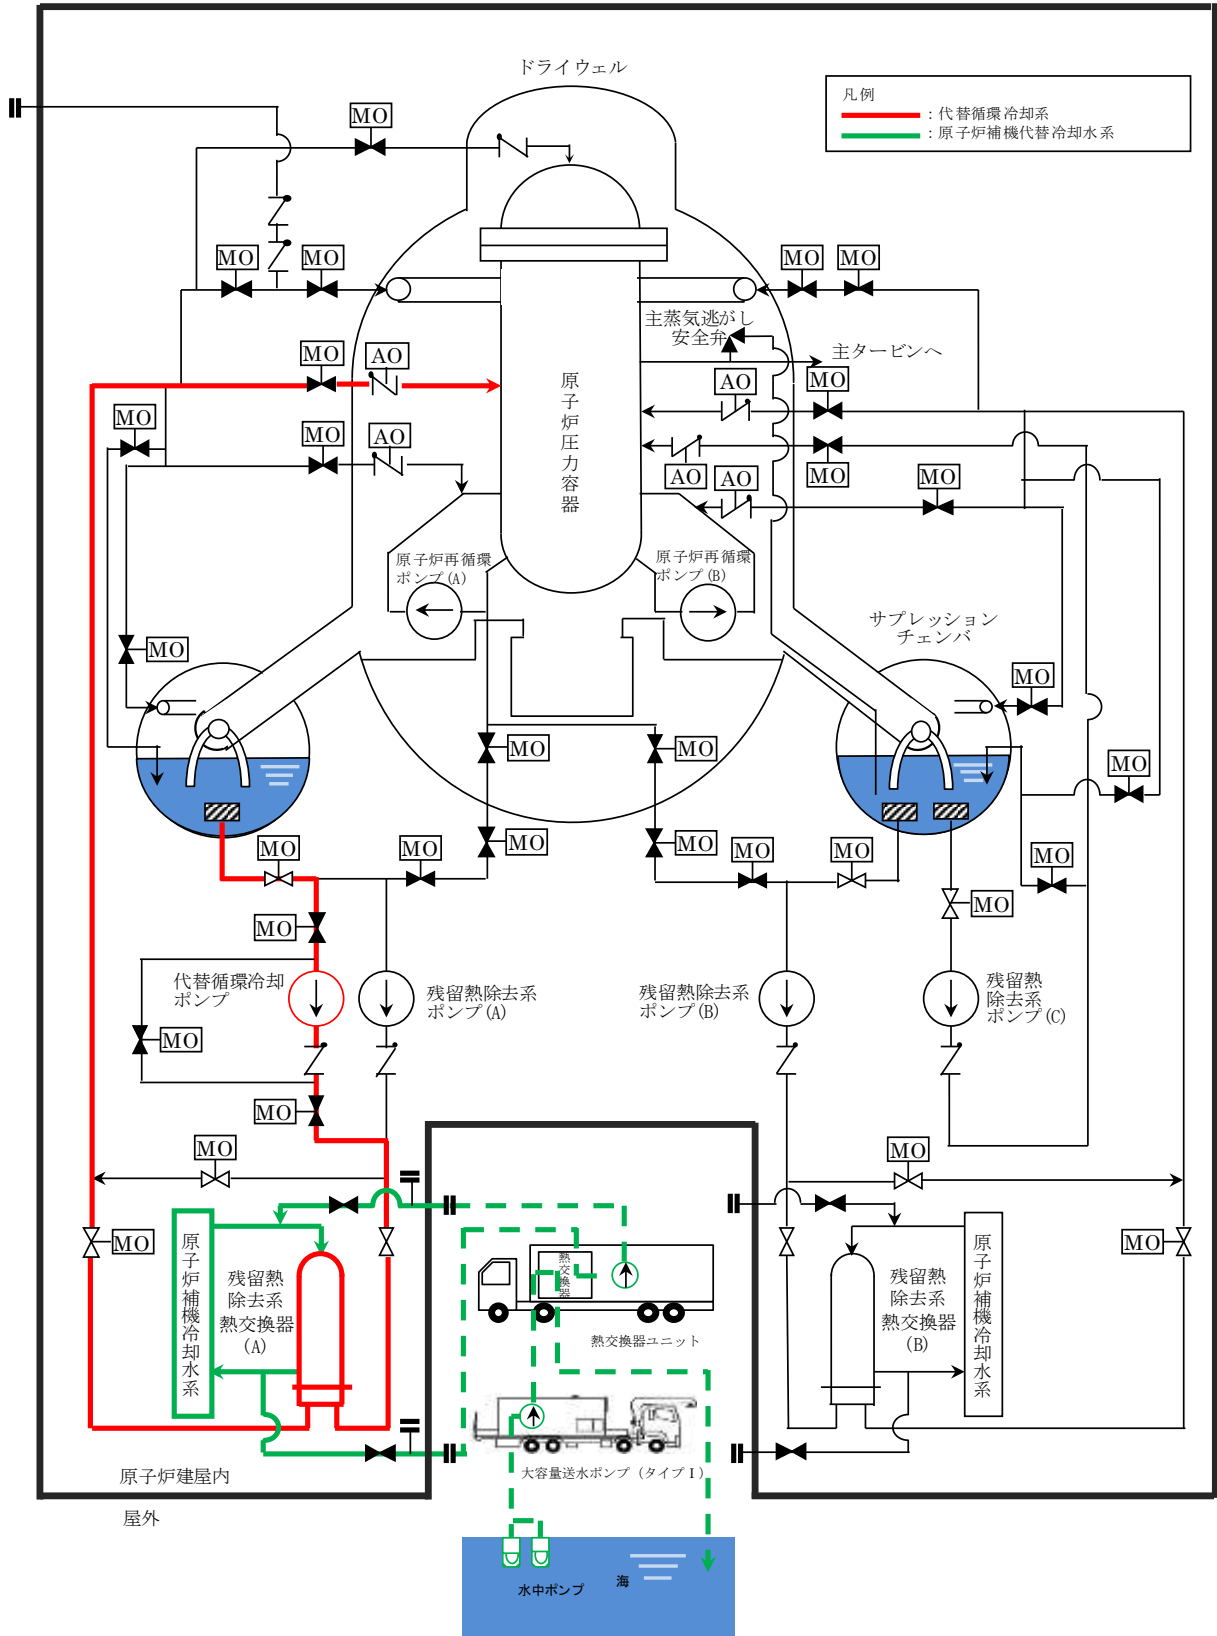 ドライウェル
凡例
：代替循環冷却系
：原子炉補機代替冷却水系
MO
MO
MO
MO
MO
主蒸気逃がし
安全弁
主タービンへ
MO
AO
AO
MO
原子炉圧力容器
MO
MO
AO
AO
MO
AO
MO
原子炉再循環
ポンプ(A)
原子炉再循環
ポンプ(B)
サプレッション
チェンバ
MO
MO
MO
MO
MO
MO
MO
MO
MO
MO
MO
MO
MO
MO
代替循環冷却
ポンプ
残留熱除去系
ポンプ(A)
残留熱除去系
ポンプ(B)
残留熱
除去系
ポンプ(C)
MO
MO
MO
MO
MO
MO
原子炉補機冷却水系
残留熱
除去系
熱交換器
(A)
熱交換器
熱交換器ユニット
残留熱
除去系
熱交換器
(B)
原子炉補機冷却水系
大容量送水ポンプ（タイプⅠ）
原子炉建屋内
屋外
水中ポンプ
海